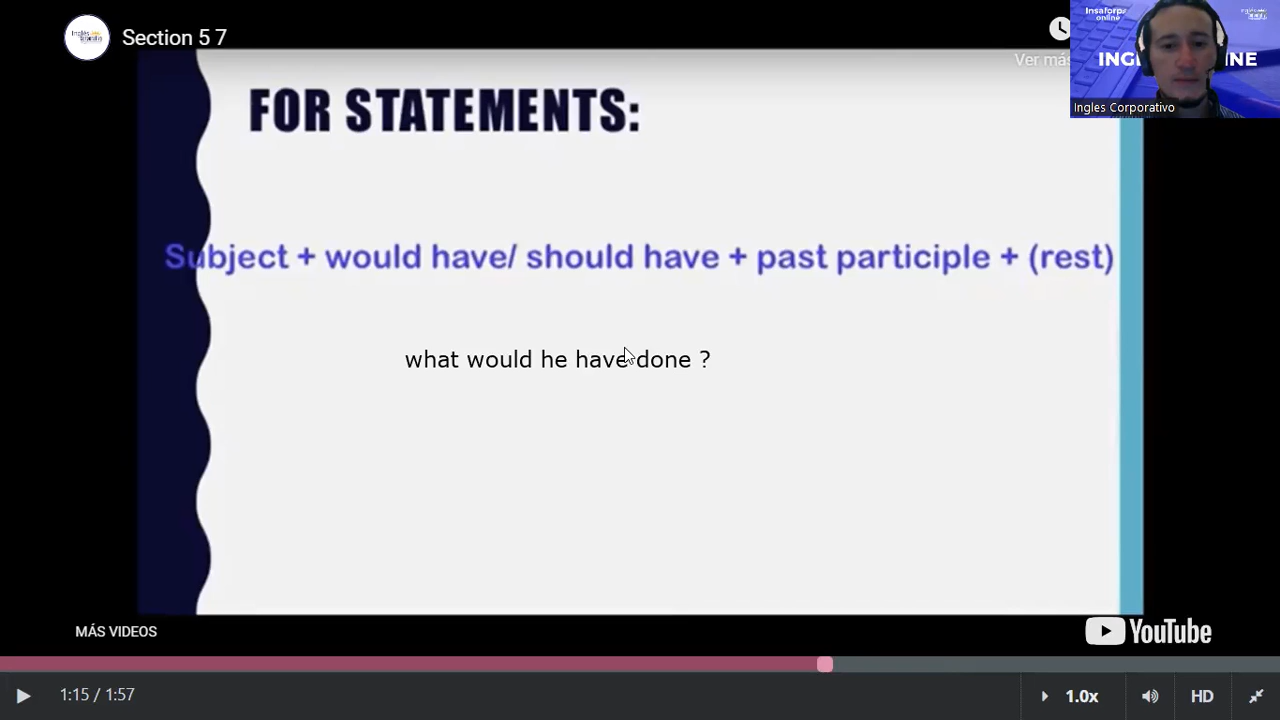 Section 5 7
Ver más
Insaforp
online
INGL
INE
Ingles Corporativo
FOR STATEMENTS:
Subject + would have/ should have + past participle + (rest)
what would he have done ?
MÁS VIDEOS
YouTube
1:15 / 1:57
1.0x
HD